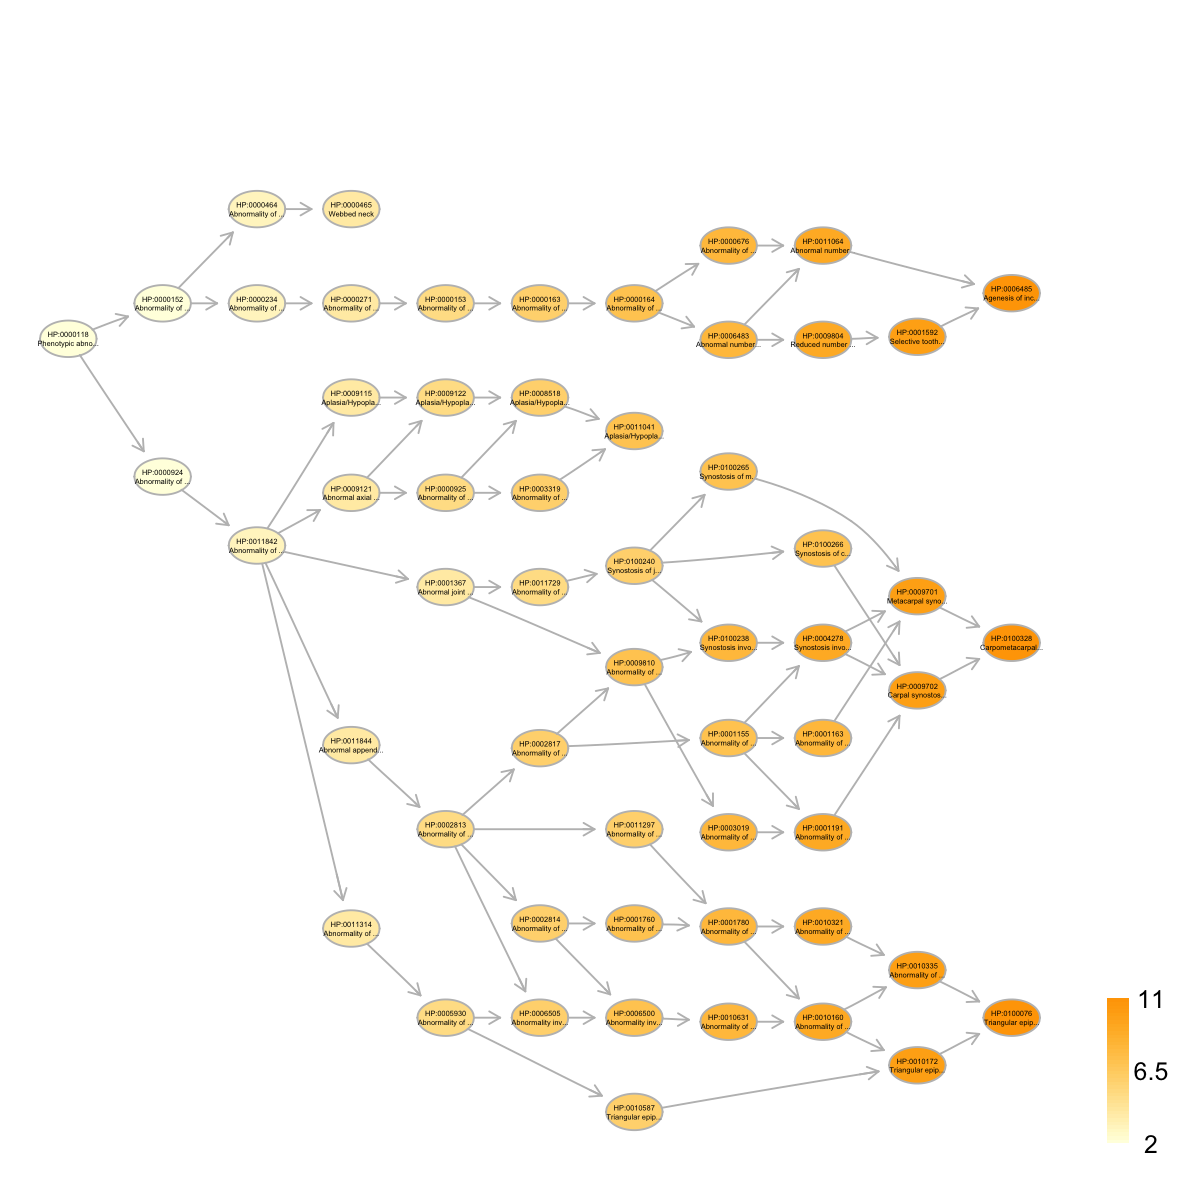 HP:0000464
Abnormality of ...
HP:0000465
Webbed neck
HP:0000676
Abnormality of ...
HP:0011064
Abnormal number...
HP:0000152
Abnormality of ...
HP:0000234
Abnormality of ...
HP:0000271
Abnormality of ...
HP:0000153
Abnormality of ...
HP:0000163
Abnormality of ...
HP:0000164
Abnormality of ...
HP:0006485
Agenesis of inc...
HP:0000118
Phenotypic abno...
HP:0006483
Abnormal number...
HP:0009804
Reduced number ...
HP:0001592
Selective tooth...
HP:0009115
Aplasia/Hypopla...
HP:0009122
Aplasia/Hypopla...
HP:0008518
Aplasia/Hypopla...
HP:0011041
Aplasia/Hypopla...
HP:0000924
Abnormality of ...
HP:0009121
Abnormal axial ...
HP:0000925
Abnormality of ...
HP:0003319
Abnormality of ...
HP:0100265
Synostosis of m...
HP:0011842
Abnormality of ...
HP:0100266
Synostosis of c...
HP:0100240
Synostosis of j...
HP:0001367
Abnormal joint ...
HP:0011729
Abnormality of ...
HP:0009701
Metacarpal syno...
HP:0100238
Synostosis invo...
HP:0004278
Synostosis invo...
HP:0100328
Carpometacarpal...
HP:0009810
Abnormality of ...
HP:0009702
Carpal synostos...
HP:0011844
Abnormal append...
HP:0002817
Abnormality of ...
HP:0001155
Abnormality of ...
HP:0001163
Abnormality of ...
HP:0002813
Abnormality of ...
HP:0011297
Abnormality of ...
HP:0003019
Abnormality of ...
HP:0001191
Abnormality of ...
HP:0011314
Abnormality of ...
HP:0002814
Abnormality of ...
HP:0001760
Abnormality of ...
HP:0001780
Abnormality of ...
HP:0010321
Abnormality of ...
HP:0010335
Abnormality of ...
HP:0005930
Abnormality of ...
HP:0006505
Abnormality inv...
HP:0006500
Abnormality inv...
HP:0010631
Abnormality of ...
HP:0010160
Abnormality of ...
HP:0100076
Triangular epip...
HP:0010172
Triangular epip...
HP:0010587
Triangular epip...
11
6.5
2